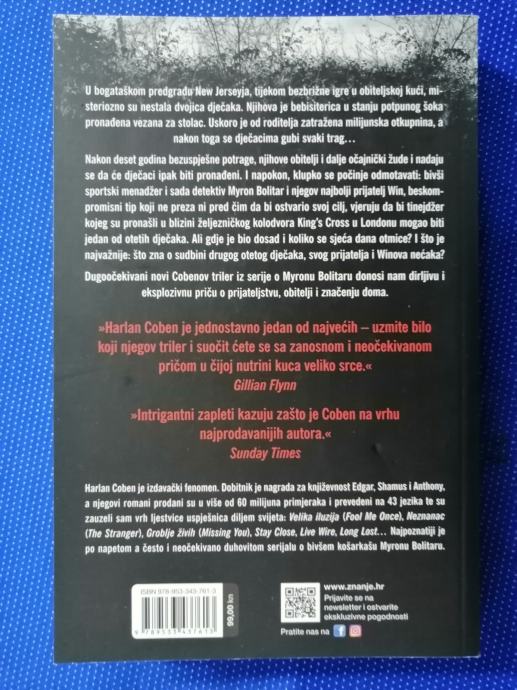 U bogataškom predgrađu New Jerseyja, tijekom bezbrižne igre u obiteljskoj kući, mi-
steriozno su nestala dvojica dječaka. Njihova je bebisiterica u stanju potpunog šoka
pronađena vezana za stolac. Uskoro je od roditelja zatražena milijunska otkupnina, a
nakon toga se dječacima gubi svaki trag…
Nakon deset godina bezuspješne potrage, njihove obitelji i dalje očajnički žude i nadaju
se da će dječaci ipak biti pronađeni. I napokon, klupko se počinje odmotavati: bivši
sportski menadžer i sada detektiv Myron Bolitar i njegov najbolji prijatelj Win, beskom-
promisni tip koji ne preza ni pred čim da bi ostvario svoj cilj, vjeruju da bi tinejdžer
kojeg su pronašli u blizini željezničkog kolodvora King's Cross u Londonu mogao biti
jedan od otetih dječaka. Ali gdje je bio dosad i koliko se sjeća dana otmice? I što je
najvažnije: što zna o sudbini drugog otetog dječaka, svog prijatelja i Winova nećaka?
Dugoočekivani novi Cobenov triler iz serije o Myronu Bolitaru donosi nam dirljivu i
eksplozivnu priču o prijateljstvu, obitelji i značenju doma.
»Harlan Coben je jednostavno jedan od najvećih – uzmite bilo
koji njegov triler i suočit ćete se sa zanosnom i neočekivanom
pričom u čijoj nutrini kuca veliko srce.«
Gillian Flynn
»Intrigantni zapleti kazuju zašto je Coben na vrhu
najprodavanijih autora.«
Sunday Times
Harlan Coben je izdavački fenomen. Dobitnik je nagrada za književnost Edgar, Shamus i Anthony,
a njegovi romani prodani su u više od 60 milijuna primjeraka i prevedeni na 43 jezika te su
zauzeli sam vrh ljestvice uspješnica diljem svijeta: Velika iluzija (Fool Me Once), Neznanac
(The Stranger), Groblje živih (Missing You), Stay Close, Live Wire, Long Lost… Najpoznatiji je
po napetom a često i neočekivano duhovitom serijalu o bivšem košarkašu Myronu Bolitaru.
ISBN 978-953-343-761-3
9 789533 437613
99,00 kn
www.znanje.hr
Prijavite se na
newsletter i ostvarite
ekskluzivne pogodnosti
Pratite nas na